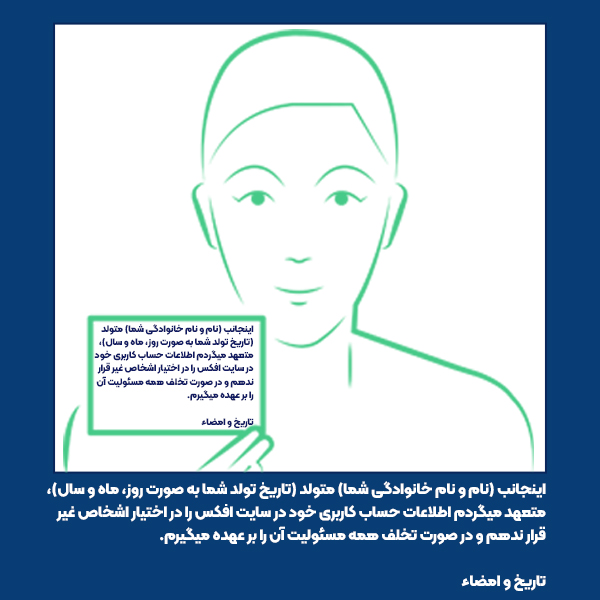 اینجانب (نام و نام خانوادگی شما) متولد
(تاریخ تولد شما به صورت روز، ماه و سال)،
متعهد میگردم اطلاعات حساب کاربری خود
در سایت افکس را در اختیار اشخاص غیر قرار
ندهم و در صورت تخلف همه مسئولیت آن
را بر عهده میگیرم.
تاریخ و امضاء
اینجانب (نام و نام خانوادگی شما) متولد (تاریخ تولد شما به صورت روز، ماه و سال)،
متعهد میگردم اطلاعات حساب کاربری خود در سایت افکس را در اختیار اشخاص غیر
قرار ندهم و در صورت تخلف همه مسئولیت آن را بر عهده میگیرم.
تاریخ و امضاء